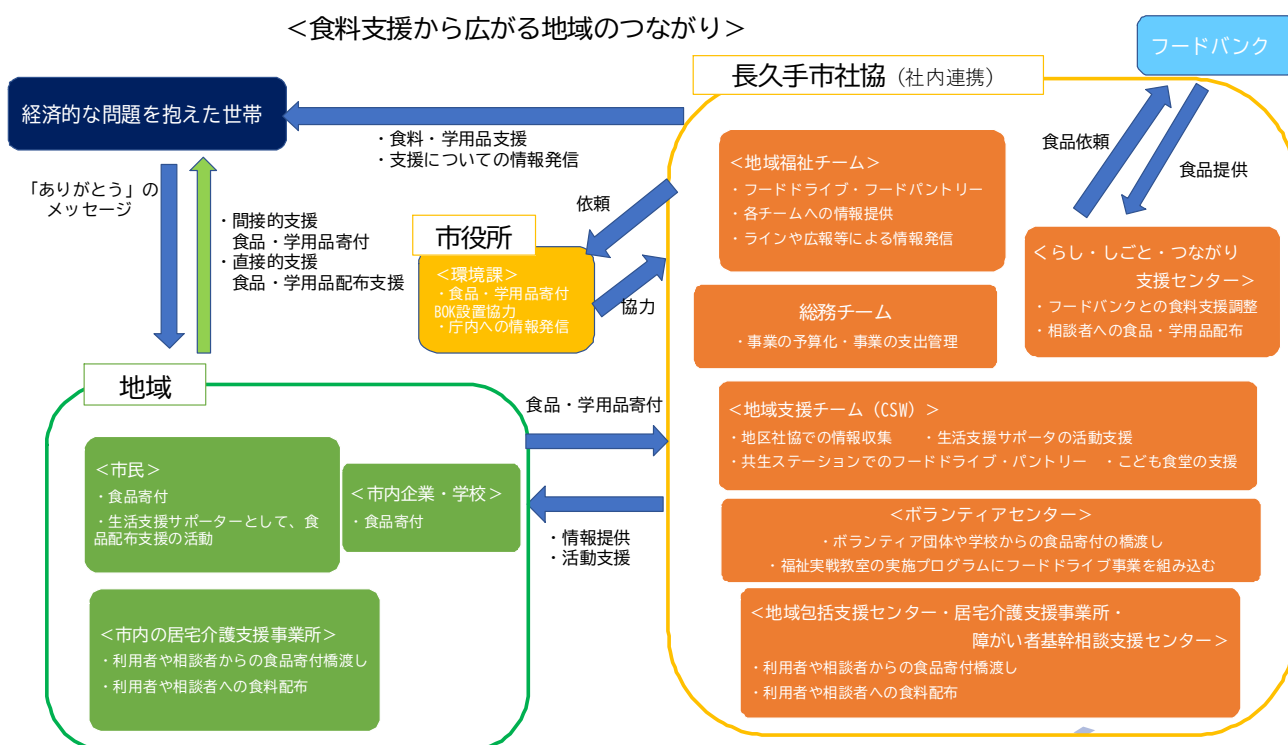 ＜食料支援から広がる地域のつながり＞
フードバンク
長久手市社協（社内連携）
経済的な問題を抱えた世帯
・食料・学用品支援
・支援についての情報発信
「ありがとう」の
メッセージ
・間接的支援
食品・学用品寄付
・直接的支援
食品・学用品配布支援
依頼
市役所
＜環境課＞
・食品・学用品寄付
BOK設置協力
・庁内への情報発信
協力
＜地域福祉チーム＞
・フードドライブ・フードパントリー
・各チームへの情報提供
・ラインや広報等による情報発信
食品依頼
食品提供
＜らし・しごと・つながり
支援センター＞
・フードバンクとの食料支援調整
・相談者への食品・学用品配布
総務チーム
・事業の予算化・事業の支出管理
地域
食品・学用品寄付
＜市民＞
・食品寄付
・生活支援サポーターとして、食
品配布支援の活動
＜市内企業・学校＞
・食品寄付
・情報提供
・活動支援
＜市内の居宅介護支援事業所＞
・利用者や相談者からの食品寄付橋渡し
・利用者や相談者への食料配布
＜地域支援チーム（CSW）＞
・地区社協での情報収集　・生活支援サポータの活動支援
・共生ステーションでのフードドライブ・パントリー　・こども食堂の支援
＜ボランティアセンター＞
・ボランティア団体や学校からの食品寄付の橋渡し
・福祉実戦教室の実施プログラムにフードドライブ事業を組み込む
＜地域包括支援センター・居宅介護支援事業所・
障がい者基幹相談支援センター＞
・利用者や相談者からの食品寄付橋渡し
・利用者や相談者への食料配布